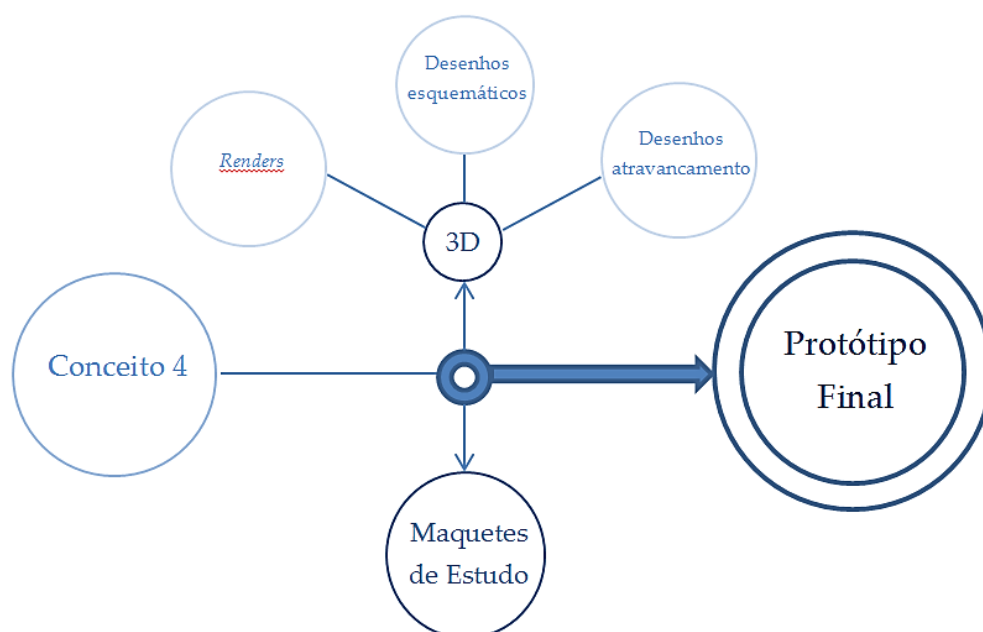 Desenhos
esquemáticos
Renders
Desenhos
atravancamento
3D
Conceito 4
Protótipo
Final
Maquetes
de Estudo